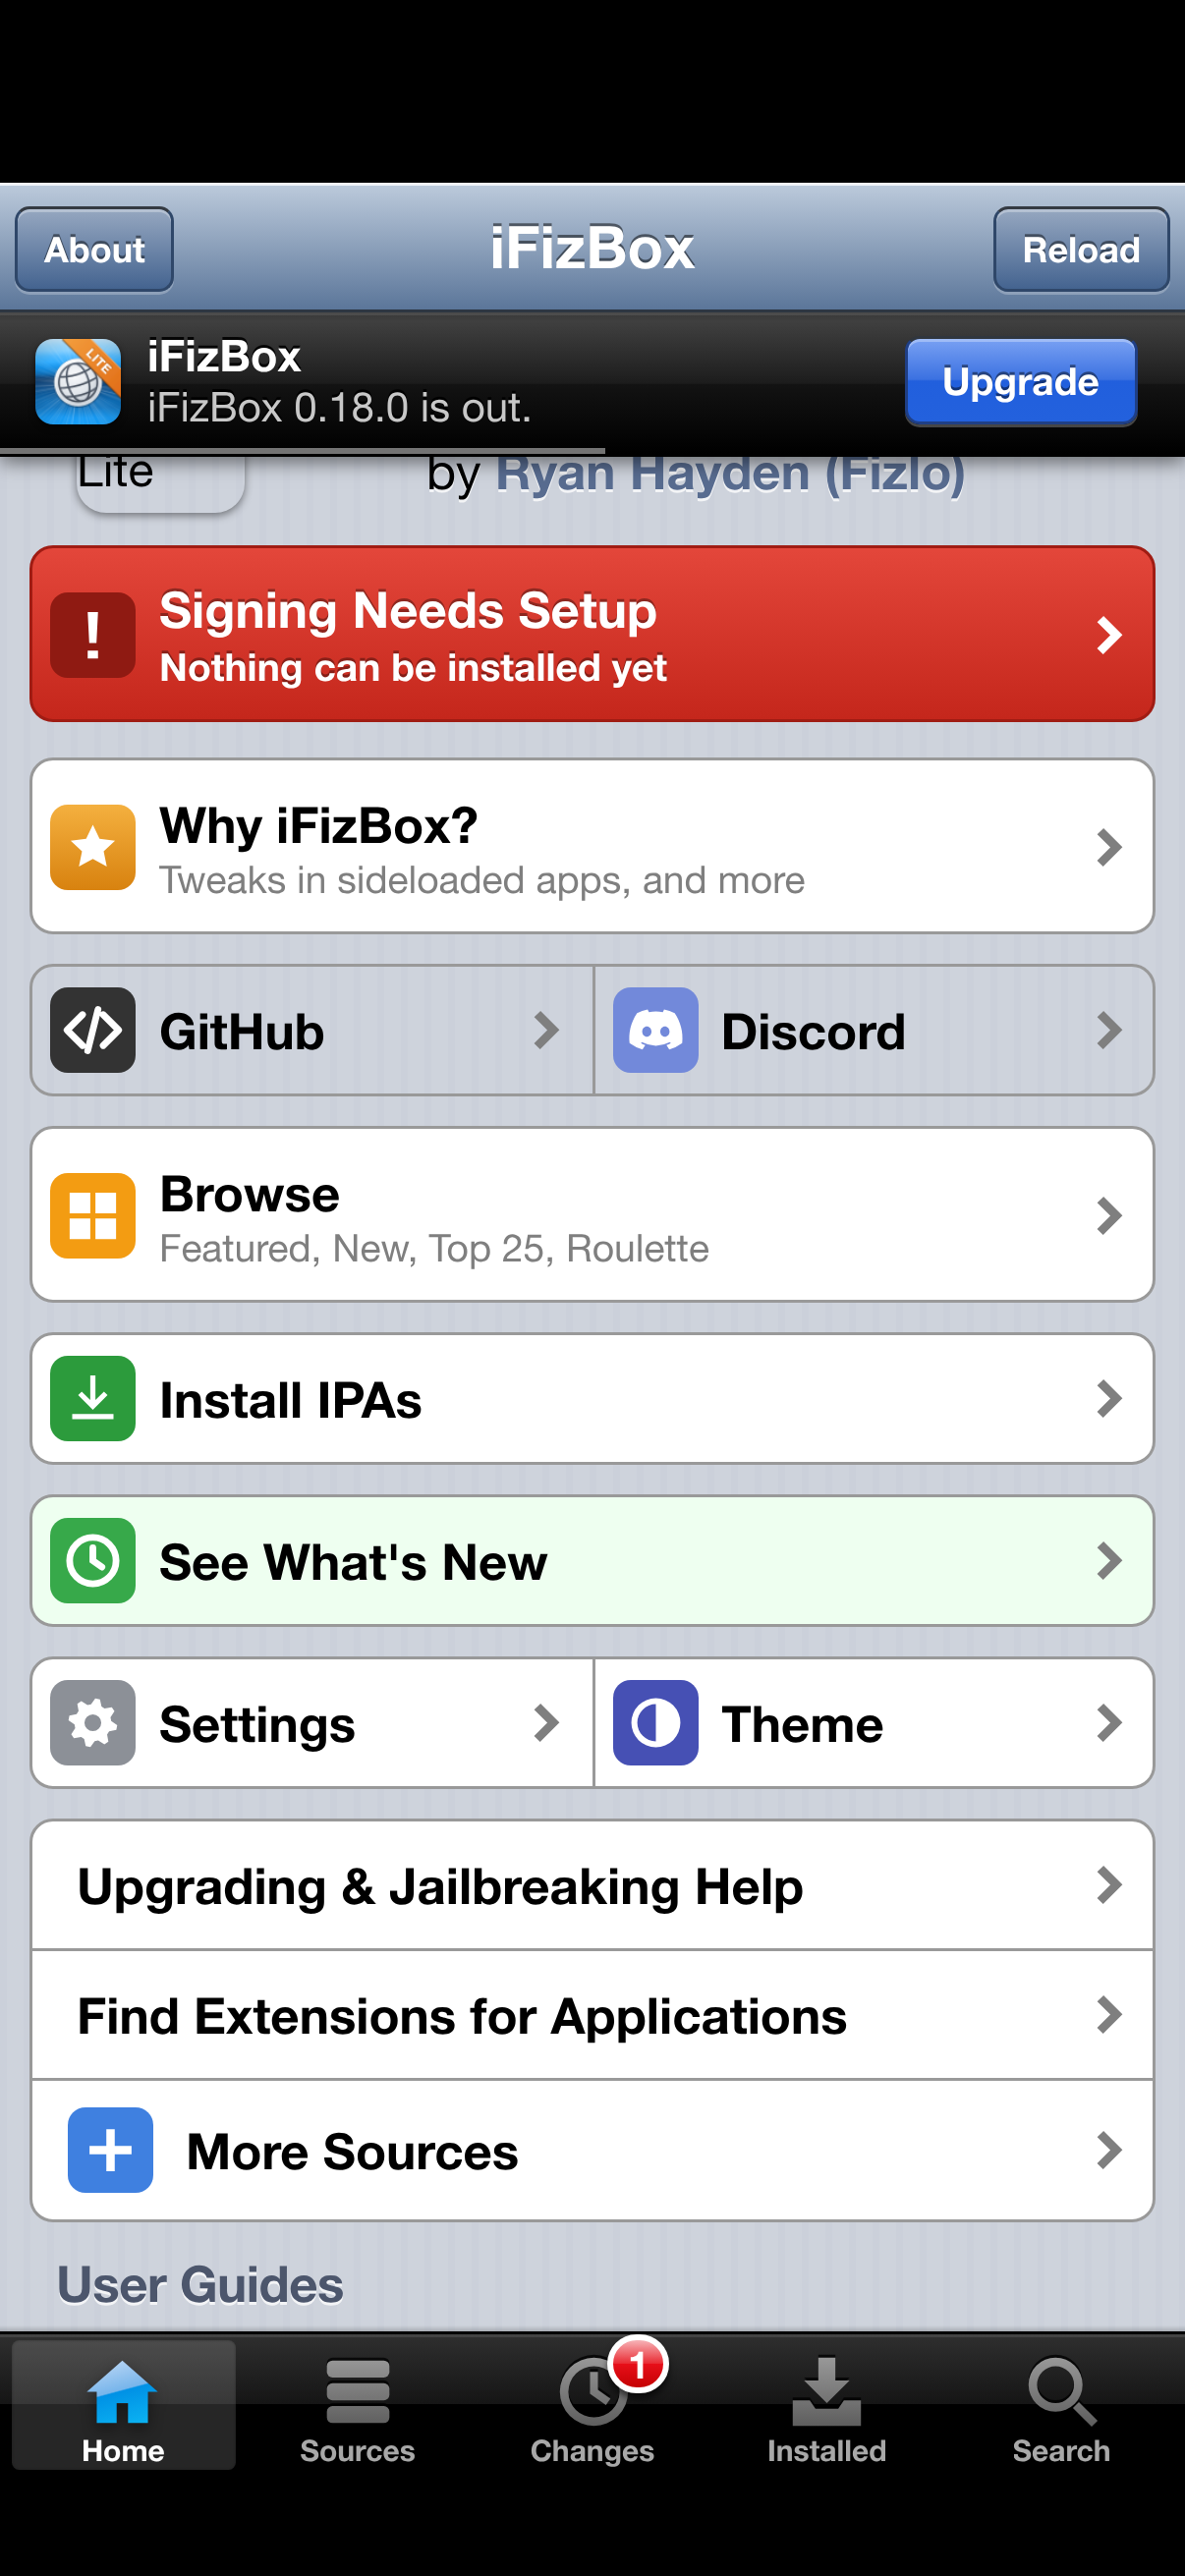 About
iFizBox
Reload
LITE
iFizBox
iFizBox 0.18.0 is out.
Upgrade
Lite
by Ryan Hayden (Fizlo)
!
Signing Needs Setup
Nothing can be installed yet
Why iFizBox?
Tweaks in sideloaded apps, and more
GitHub
Discord
Browse
Featured, New, Top 25, Roulette
Install IPAs
See What's New
Settings
Theme
Upgrading & Jailbreaking Help
Find Extensions for Applications
More Sources
User Guides
1
Home
Sources
Changes
Installed
Search